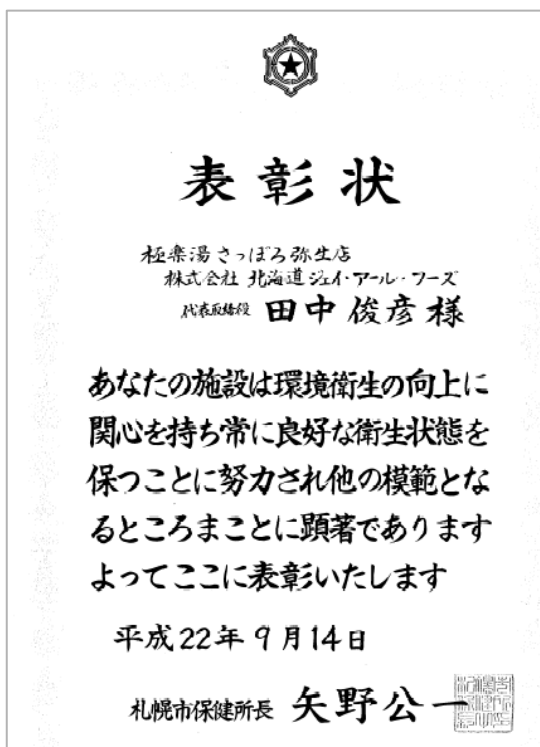 表彰状
極楽湯さっぽろ弥生店
株式会社 北海道ジェイ・アール・フーズ
代表取締役 田中俊彦様
あなたの施設は環境衛生の向上に
関心を持ち常に良好な衛生状態を
保つことに努力され他の模範とな
るところまことに顕著であります
よってここに表彰いたします
平成22年9月14日
札幌市保健所長 矢野公一